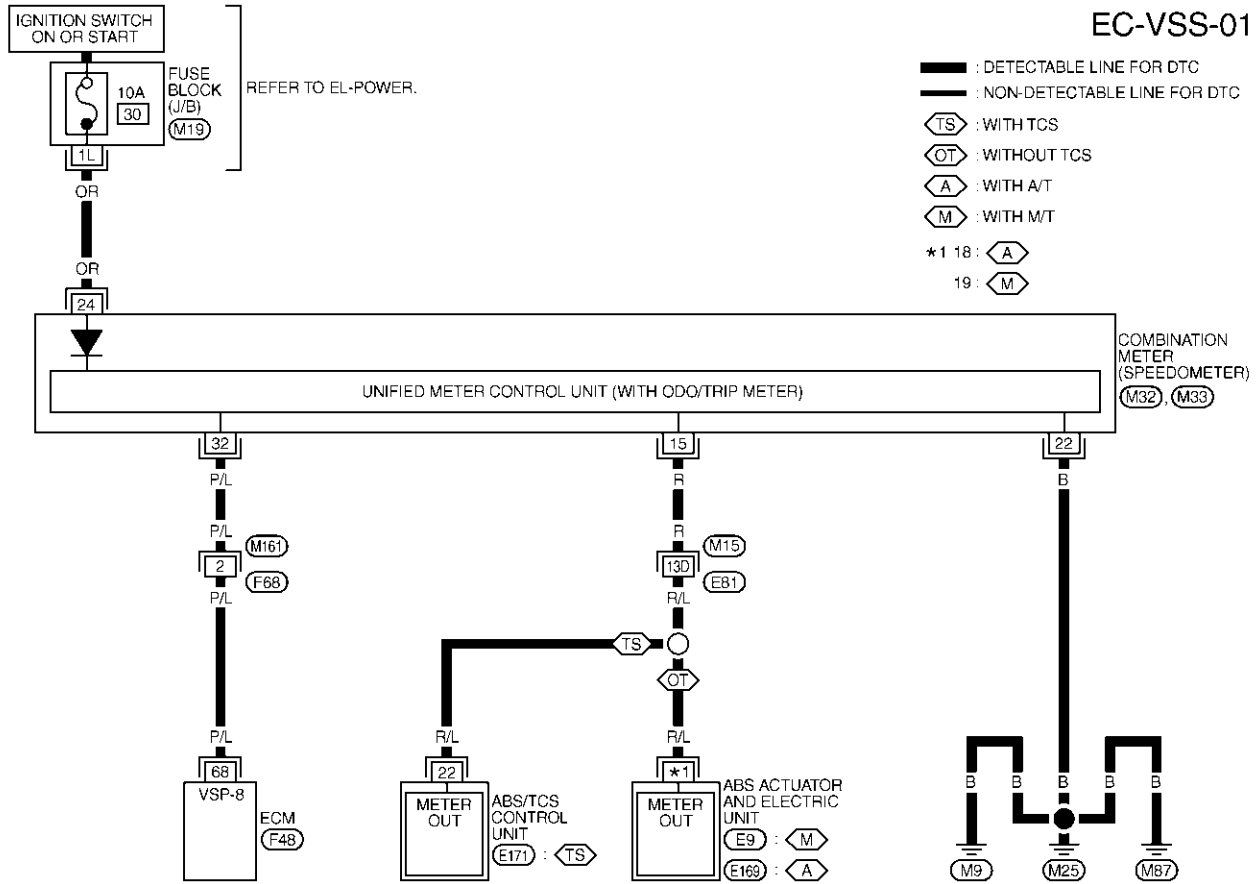 EC-VSS-01
IGNITION SWITCH
ON OR START
FUSE
BLOCK
(J/B)
M19
10A
30
REFER TO EL-POWER.
1L
OR
OR
24
: DETECTABLE LINE FOR DTC
: NON-DETECTABLE LINE FOR DTC
TS : WITH TCS
OT : WITHOUT TCS
A : WITH A/T
M : WITH M/T
*1 18 : A
19 : M
UNIFIED METER CONTROL UNIT (WITH ODO/TRIP METER)
COMBINATION
METER
(SPEEDOMETER)
M32, M33
32
P/L
P/L
M161
2
F68
P/L
P/L
68
VSP-8
ECM
F48
15
R
R
M15
13D
E81
R/L
TS
OT
R/L
22
METER
OUT
ABS/TCS
CONTROL
UNIT
E171 : TS
R/L
*1
METER
OUT
ABS ACTUATOR
AND ELECTRIC
UNIT
E9 : M
E169 : A
22
B
B B B B B
M9 M25 M87